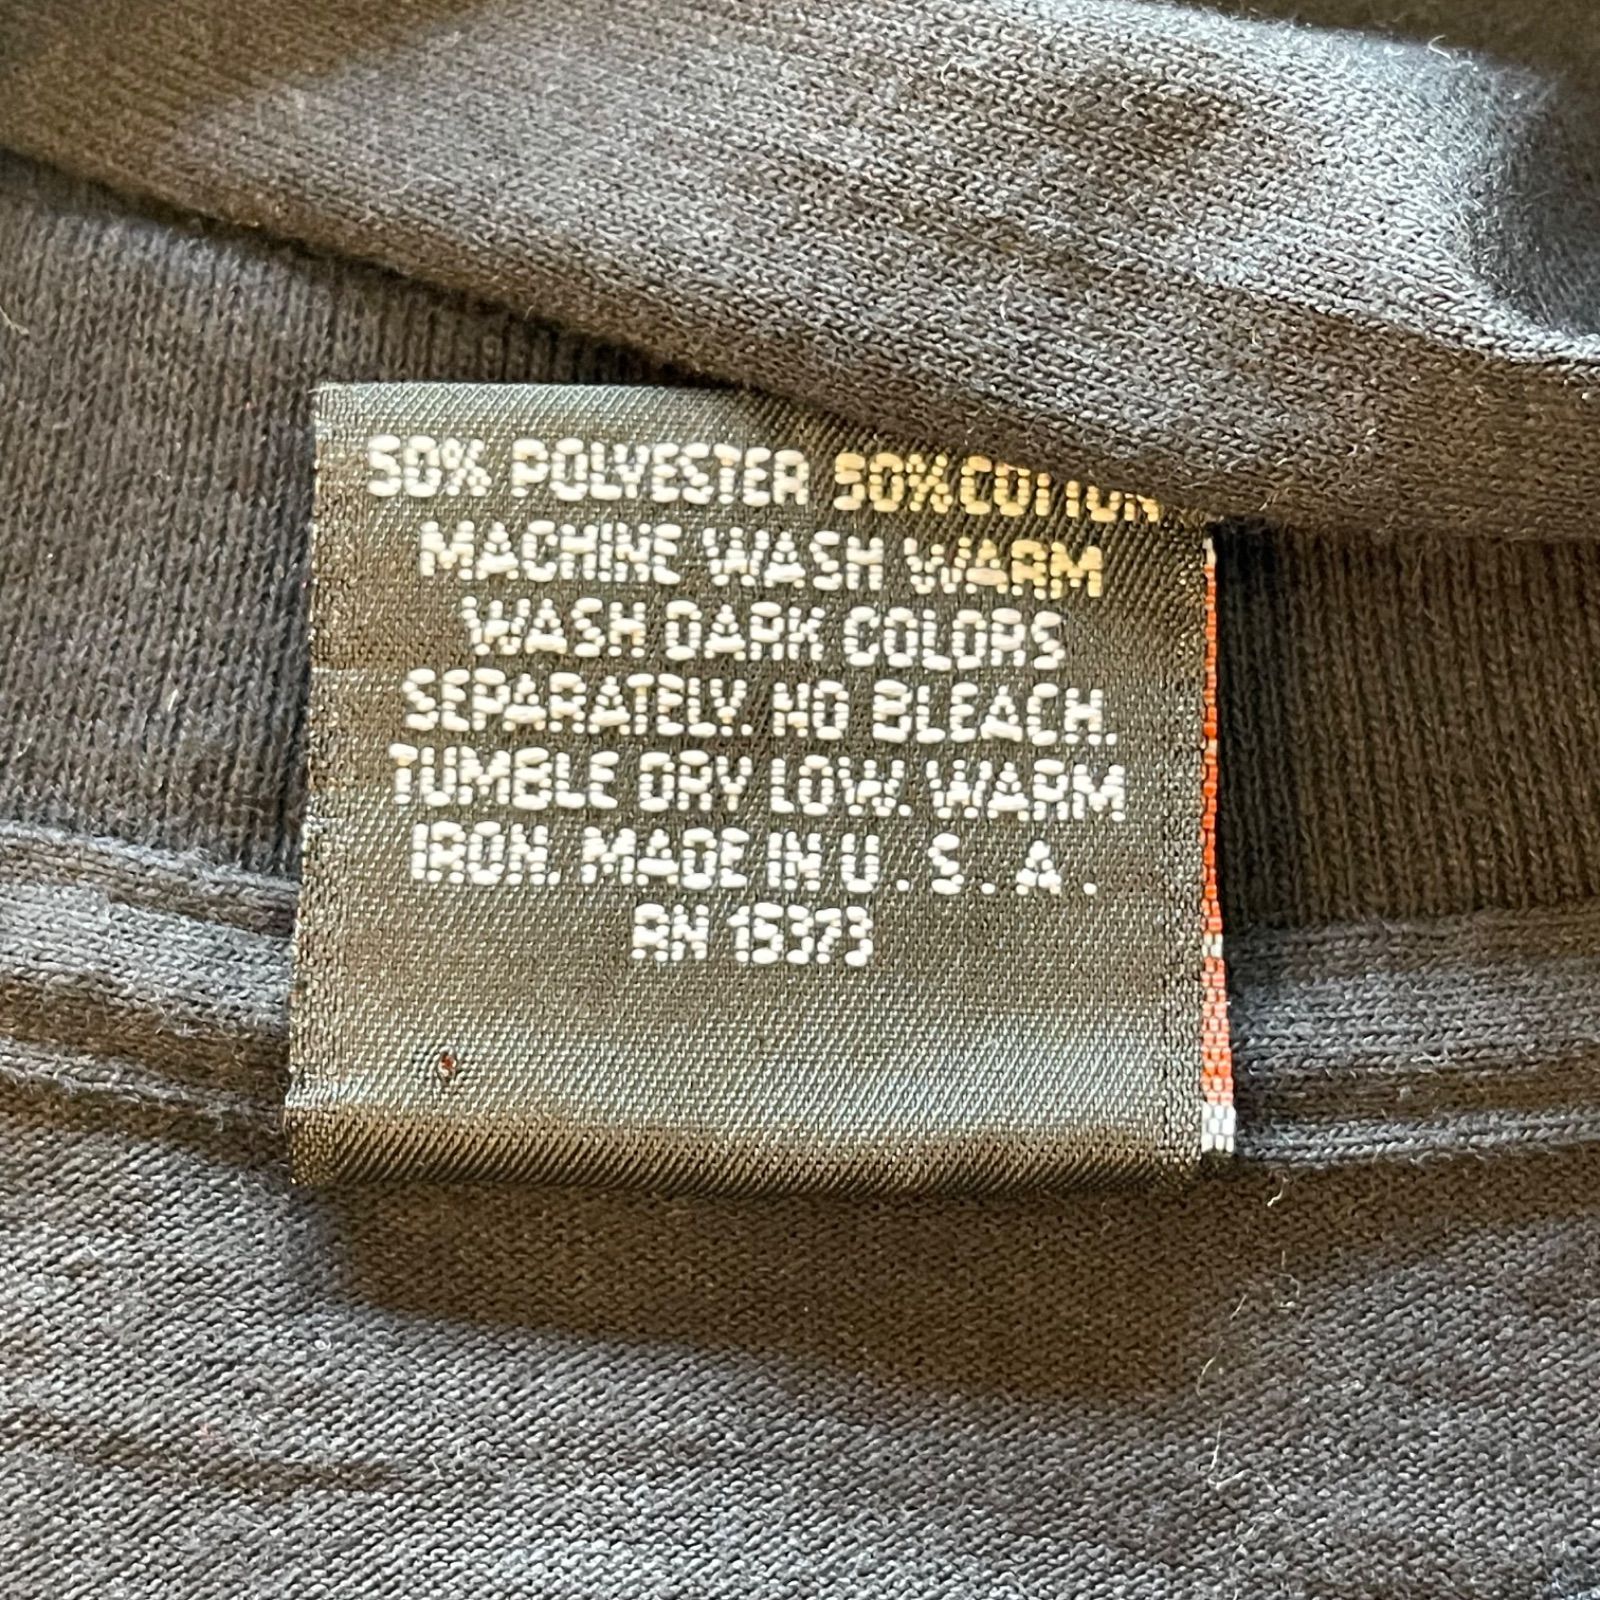 50% POLYESTER 50% COTTON
MACHINE WASH WARM
WASH DARK COLORS
SEPARATELY. NO BLEACH.
TUMBLE DRY LOW. WARM
IRON. MADE IN U.S.A.
RN 15373